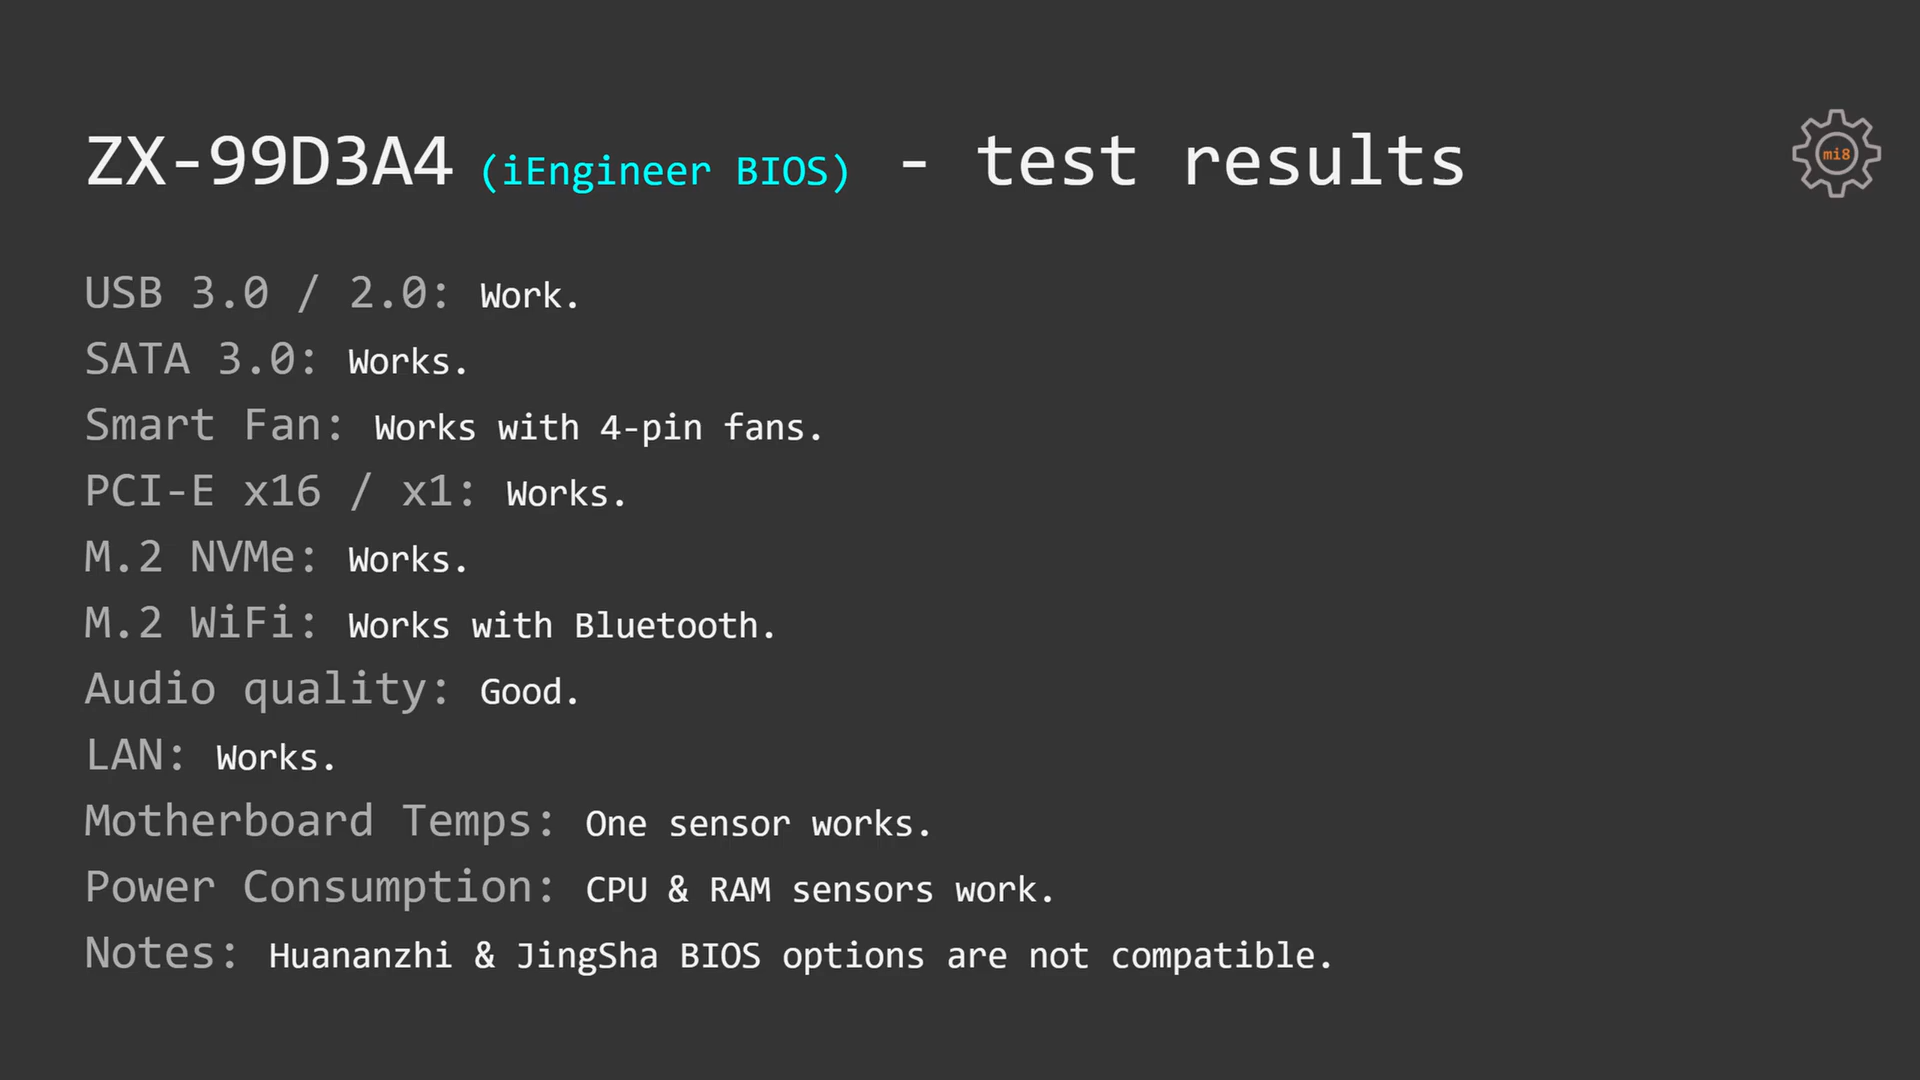 ZX-99D3A4 (iEngineer BIOS) - test results
mi8
USB 3.0 / 2.0: Work.
SATA 3.0: Works.
Smart Fan: Works with 4-pin fans.
PCI-E x16 / x1: Works.
M.2 NVMe: Works.
M.2 WiFi: Works with Bluetooth.
Audio quality: Good.
LAN: Works.
Motherboard Temps: One sensor works.
Power Consumption: CPU & RAM sensors work.
Notes: Huananzhi & JingSha BIOS options are not compatible.